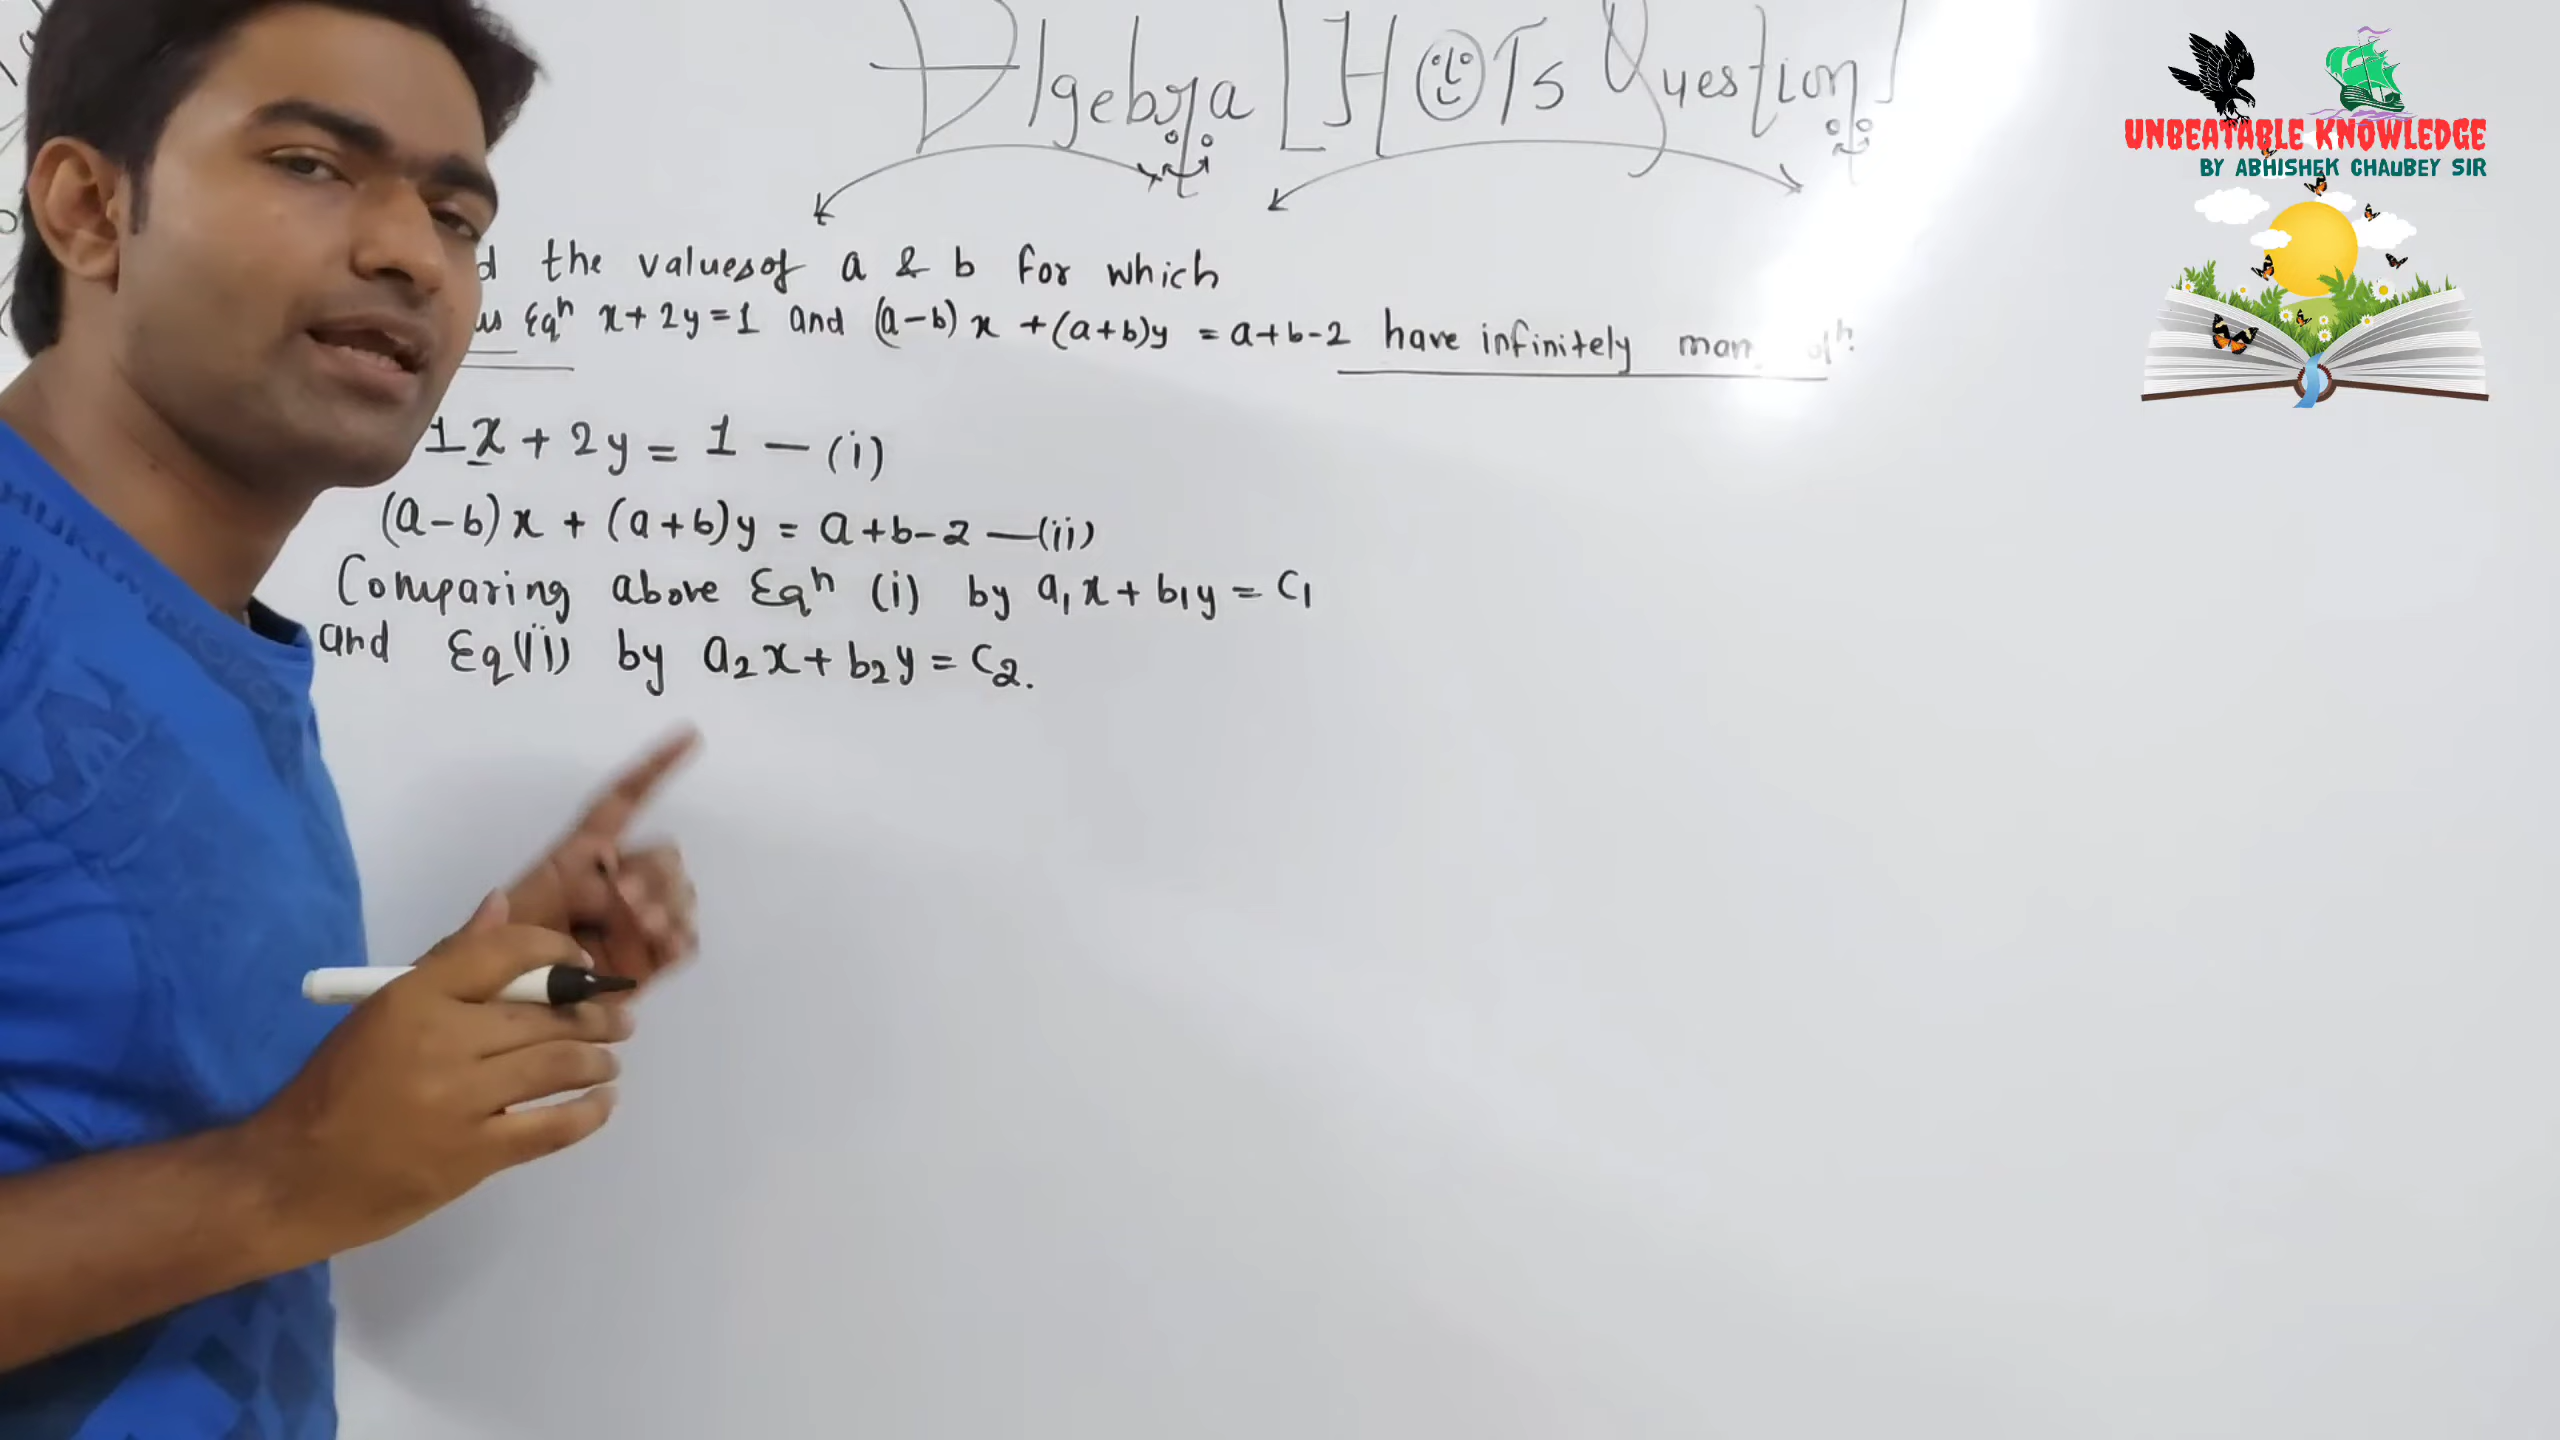 Algebra [HOTs Question]
UNBEATABLE KNOWLEDGE
BY ABHISHEK CHAUBEY SIR
the values of a & b for which
Eqⁿ x + 2y = 1 and (a-b) x + (a+b)y = a+b-2 have infinitely
1x + 2y = 1 — (i)
(a-b)x + (a+b)y = a+b-2 —(ii)
Comparing above Eqⁿ (i) by a₁x + b₁y = c₁
and Eq(ii) by a₂x + b₂y = c₂.